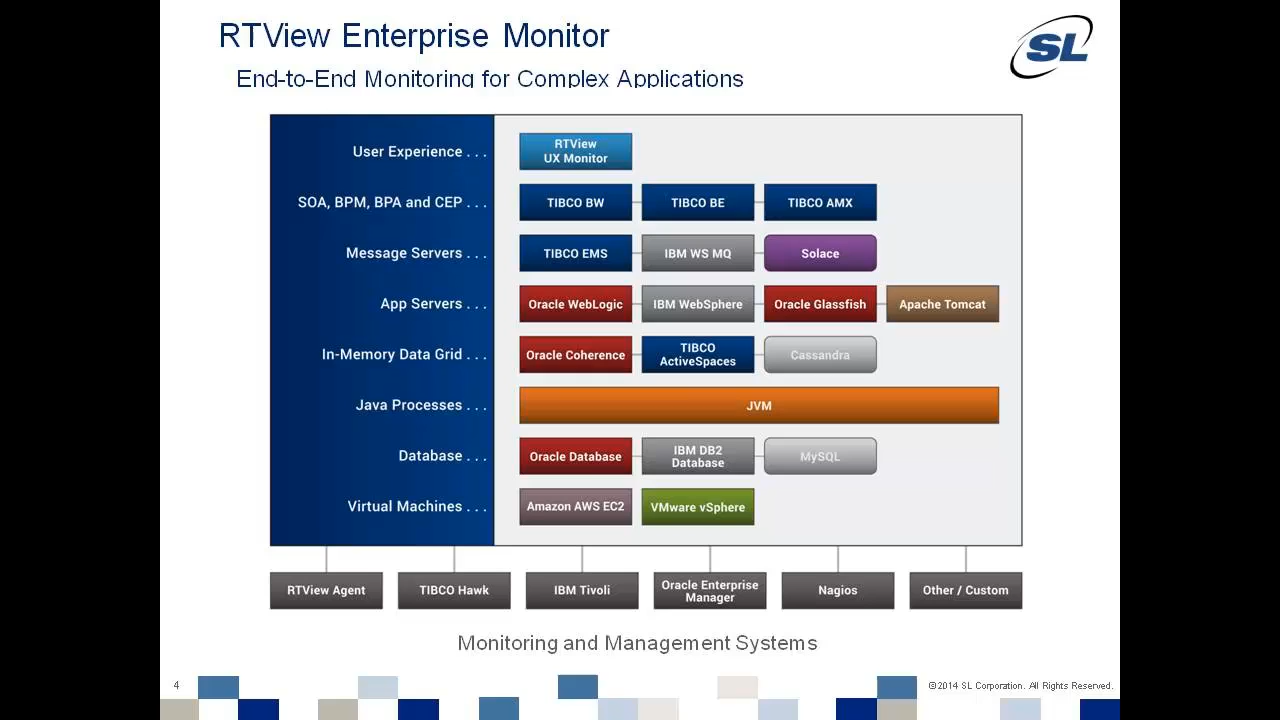 RTView Enterprise Monitor
SL
End-to-End Monitoring for Complex Applications
User Experience . . .
RTView
UX Monitor
SOA, BPM, BPA and CEP . . .
TIBCO BW
TIBCO BE
TIBCO AMX
Message Servers . . .
TIBCO EMS
IBM WS MQ
Solace
App Servers . . .
Oracle WebLogic
IBM WebSphere
Oracle Glassfish
Apache Tomcat
In-Memory Data Grid . . .
Oracle Coherence
TIBCO
ActiveSpaces
Cassandra
Java Processes . . .
JVM
Database . . .
Oracle Database
IBM DB2
Database
MySQL
Virtual Machines . . .
Amazon AWS EC2
VMware vSphere
RTView Agent
TIBCO Hawk
IBM Tivoli
Oracle Enterprise
Manager
Nagios
Other / Custom
Monitoring and Management Systems
4
©2014 SL Corporation. All Rights Reserved.